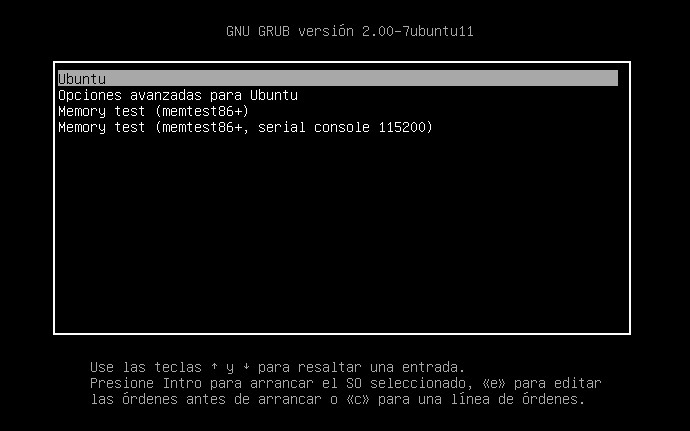 GNU GRUB versión 2.00-7ubuntu11
Ubuntu
Opciones avanzadas para Ubuntu
Memory test (memtest86+)
Memory test (memtest86+, serial console 115200)
Use las teclas ↑ y ↓ para resaltar una entrada.
Presione Intro para arrancar el SO seleccionado, «e» para editar
las órdenes antes de arrancar o «c» para una línea de órdenes.